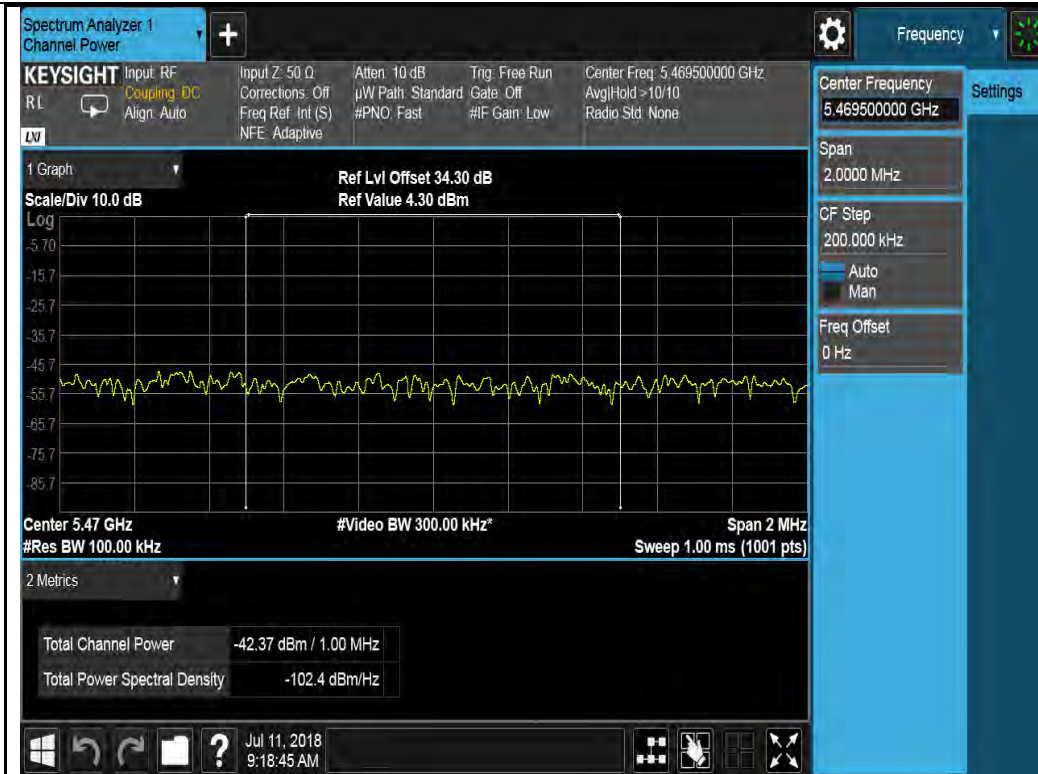 Spectrum Analyzer 1
Channel Power
+
Frequency
KEYSIGHT
R L
LXI
Input: RF
Coupling: DC
Align: Auto
Input Z: 50 Ω
Corrections: Off
Freq Ref: Int (S)
NFE: Adaptive
Atten: 10 dB
µW Path: Standard
#PNO: Fast
Trig: Free Run
Gate: Off
#IF Gain: Low
Center Freq: 5.469500000 GHz
Avg|Hold >10/10
Radio Std: None
Center Frequency
5.469500000 GHz
Settings
Span
2.0000 MHz
CF Step
200.000 kHz
Auto
Man
Freq Offset
0 Hz
1 Graph
Scale/Div 10.0 dB
Ref Lvl Offset 34.30 dB
Ref Value 4.30 dBm
Log
-5.70
-15.7
-25.7
-35.7
-45.7
-55.7
-65.7
-75.7
-85.7
Center 5.47 GHz
#Video BW 300.00 kHz*
Span 2 MHz
#Res BW 100.00 kHz
Sweep 1.00 ms (1001 pts)
2 Metrics
Total Channel Power -42.37 dBm / 1.00 MHz
Total Power Spectral Density -102.4 dBm/Hz
?
Jul 11, 2018
9:18:45 AM